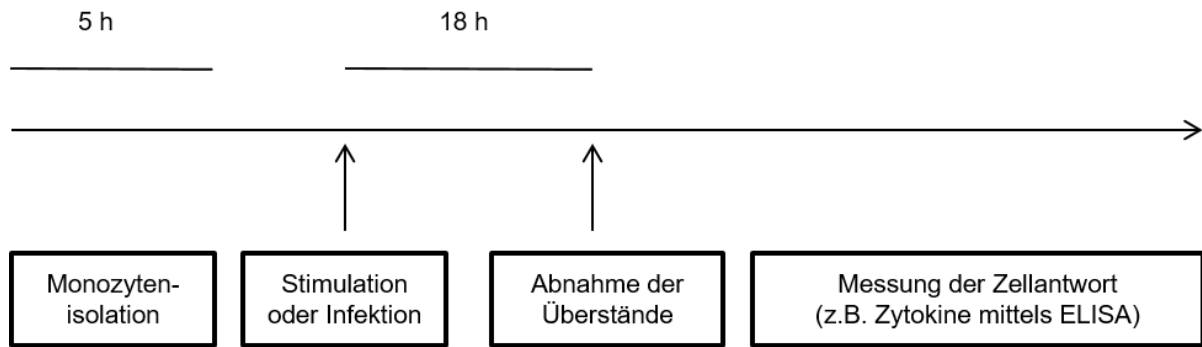 5 h
18 h
Monozyten-
isolation
Stimulation
oder Infektion
Abnahme der
Überstände
Messung der Zellantwort
(z.B. Zytokine mittels ELISA)